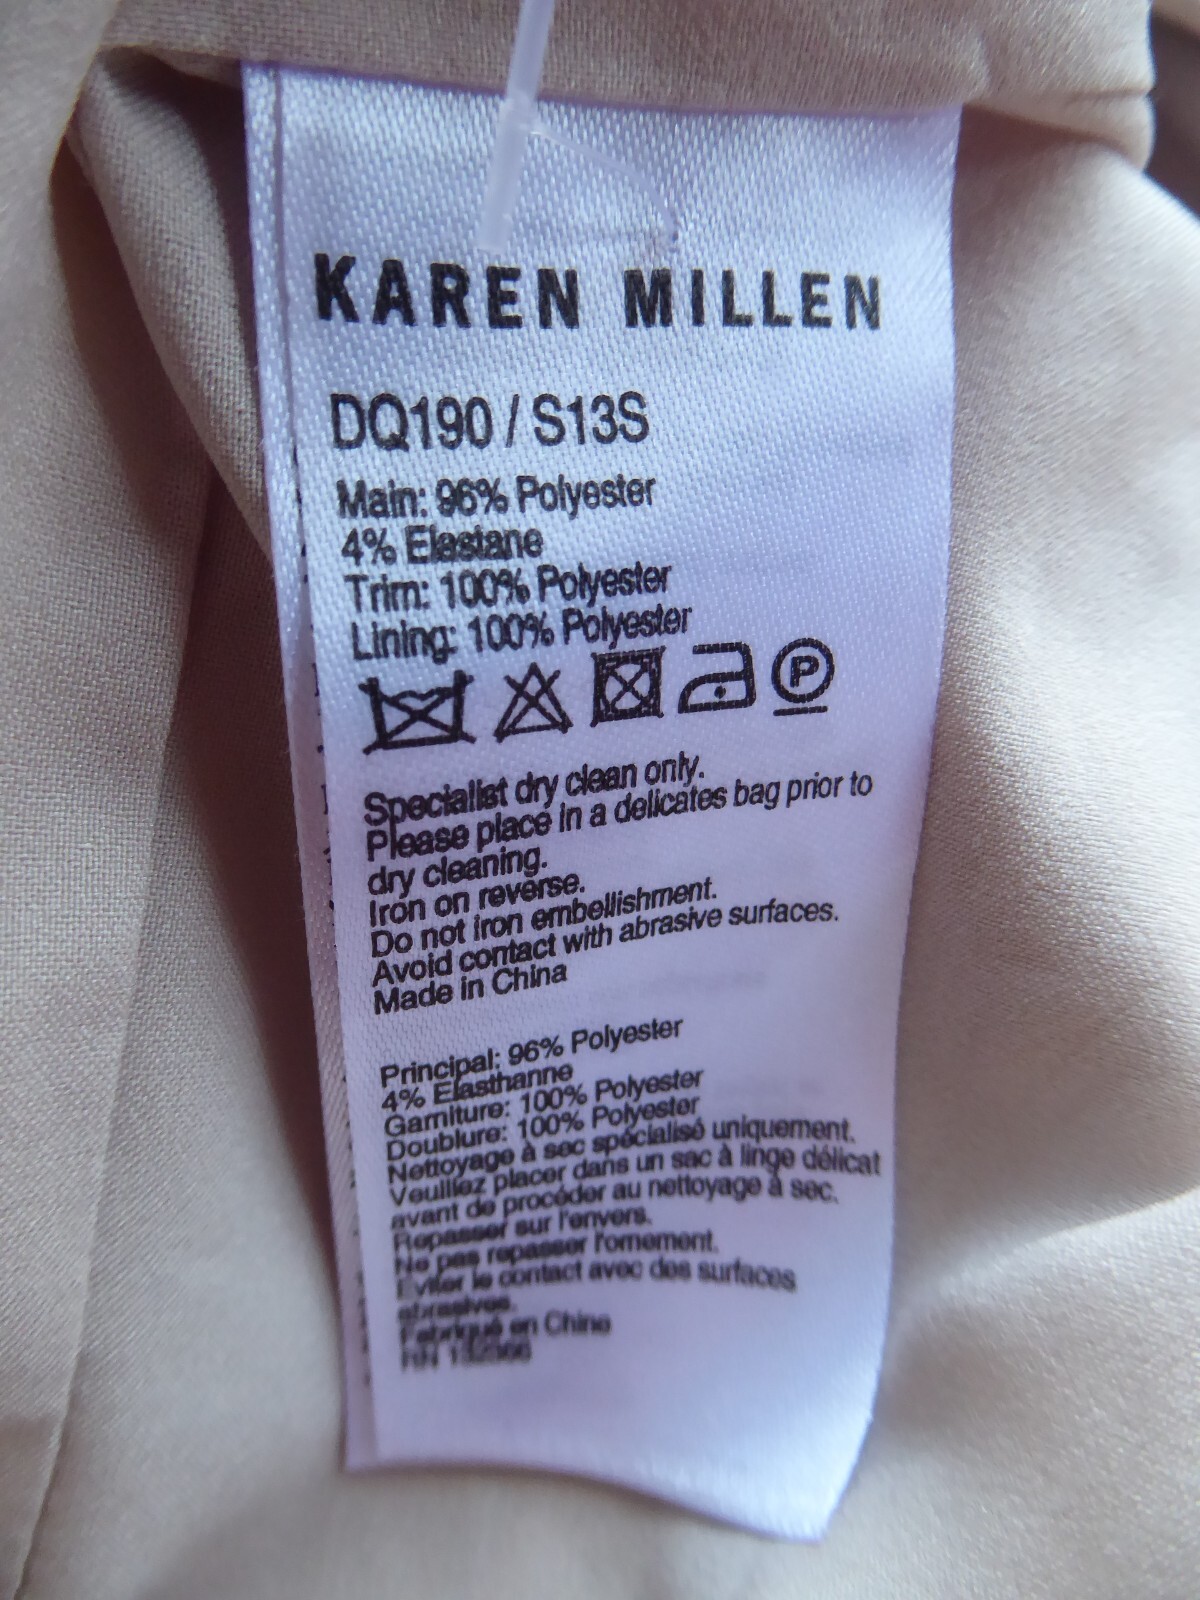 KAREN MILLEN
DQ190 / S13S
Main: 96% Polyester
4% Elastane
Trim: 100% Polyester
Lining: 100% Polyester
P
Specialist dry clean only.
Please place in a delicates bag prior to
dry cleaning.
Iron on reverse.
Do not iron embellishment.
Avoid contact with abrasive surfaces.
Made in China
Principal: 96% Polyester
4% Elasthanne
Garniture: 100% Polyester
Doublure: 100% Polyester
Nettoyage à sec spécialisé uniquement.
Veuillez placer dans un sac à linge délicat
avant de procéder au nettoyage à sec.
Repasser sur l'envers.
Ne pas repasser l'ornement.
Eviter le contact avec des surfaces
abrasives.
Fabriqué en Chine
RN